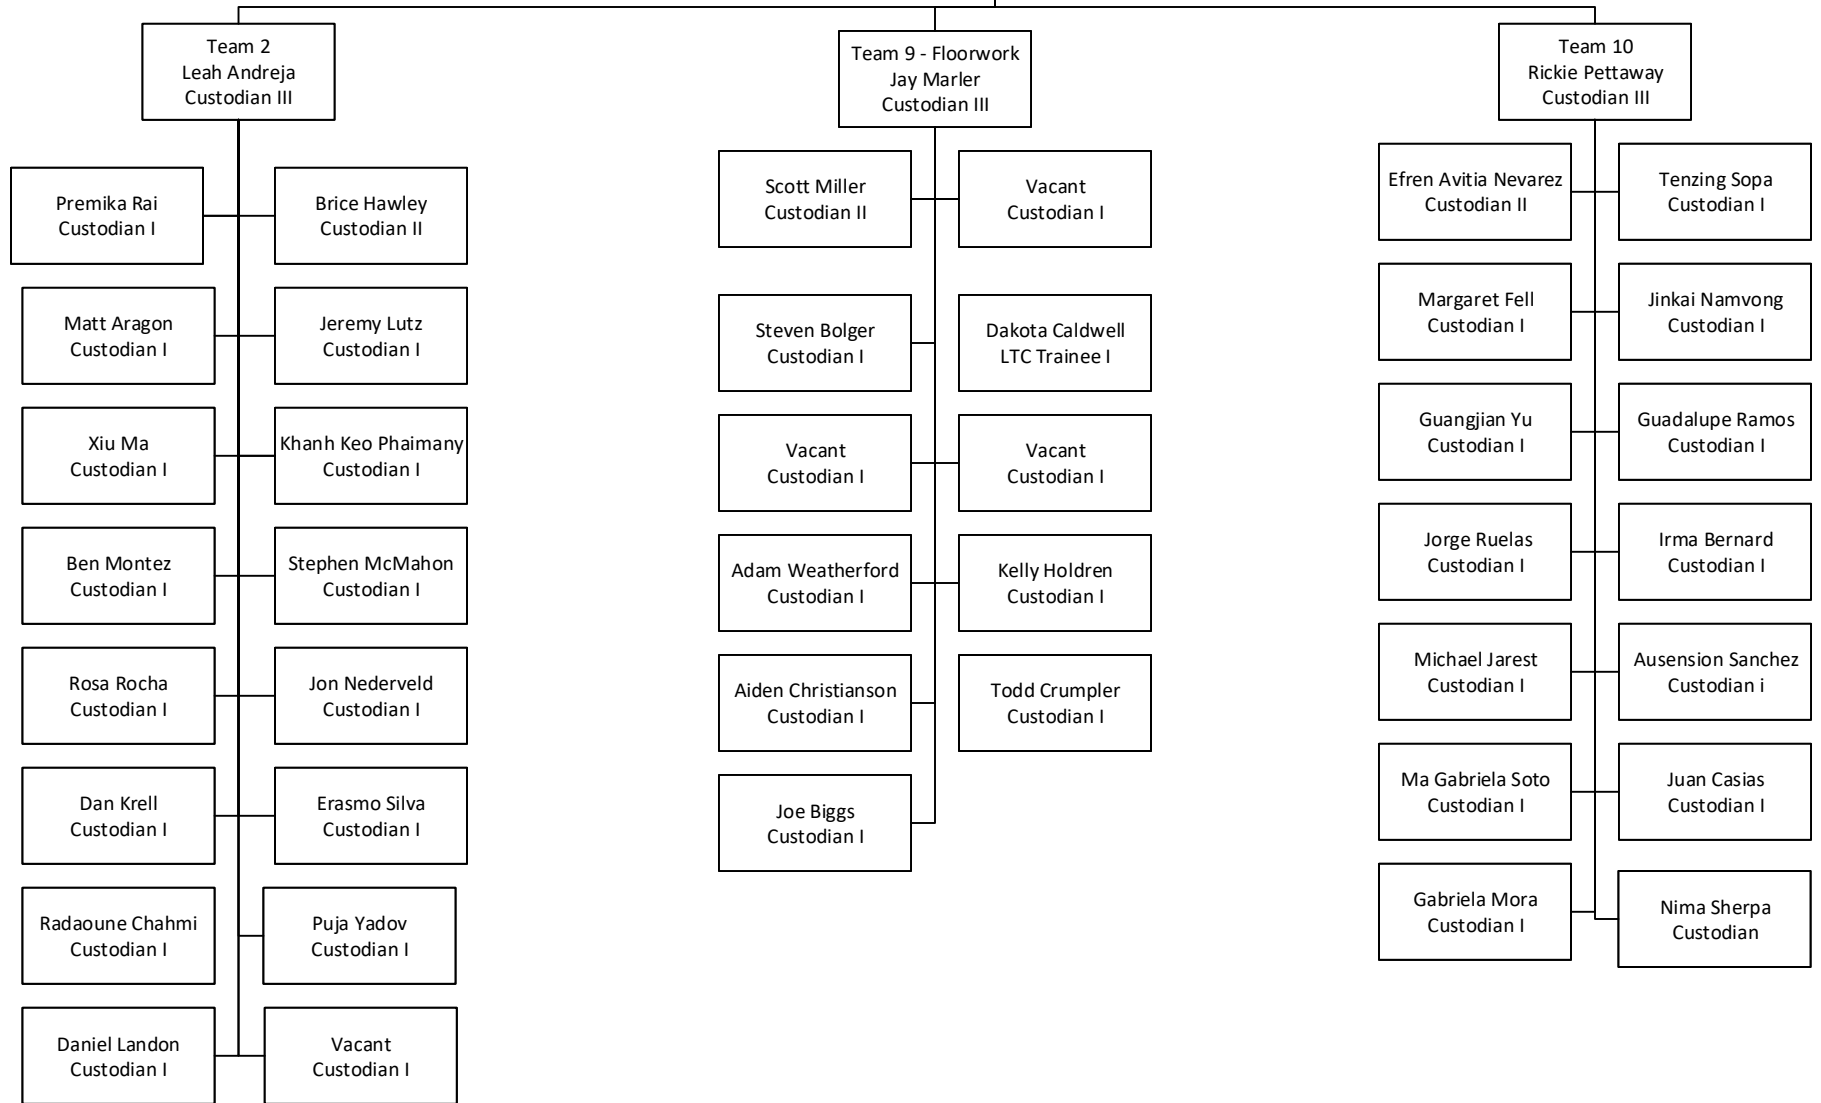 Team 2
Leah Andreja
Custodian III
Premika Rai
Custodian I
Brice Hawley
Custodian II
Matt Aragon
Custodian I
Jeremy Lutz
Custodian I
Xiu Ma
Custodian I
Khanh Keo Phaimany
Custodian I
Ben Montez
Custodian I
Stephen McMahon
Custodian I
Rosa Rocha
Custodian I
Jon Nederveld
Custodian I
Dan Krell
Custodian I
Erasmo Silva
Custodian I
Radaoune Chahmi
Custodian I
Puja Yadov
Custodian I
Daniel Landon
Custodian I
Vacant
Custodian I
Team 9 - Floorwork
Jay Marler
Custodian III
Scott Miller
Custodian II
Vacant
Custodian I
Steven Bolger
Custodian I
Dakota Caldwell
LTC Trainee I
Vacant
Custodian I
Vacant
Custodian I
Adam Weatherford
Custodian I
Kelly Holdren
Custodian I
Aiden Christianson
Custodian I
Todd Crumpler
Custodian I
Joe Biggs
Custodian I
Team 10
Rickie Pettaway
Custodian III
Efren Avitia Nevarez
Custodian II
Tenzing Sopa
Custodian I
Margaret Fell
Custodian I
Jinkai Namvong
Custodian I
Guangjian Yu
Custodian I
Guadalupe Ramos
Custodian I
Jorge Ruelas
Custodian I
Irma Bernard
Custodian I
Michael Jarest
Custodian I
Ausension Sanchez
Custodian i
Ma Gabriela Soto
Custodian I
Juan Casias
Custodian I
Gabriela Mora
Custodian I
Nima Sherpa
Custodian